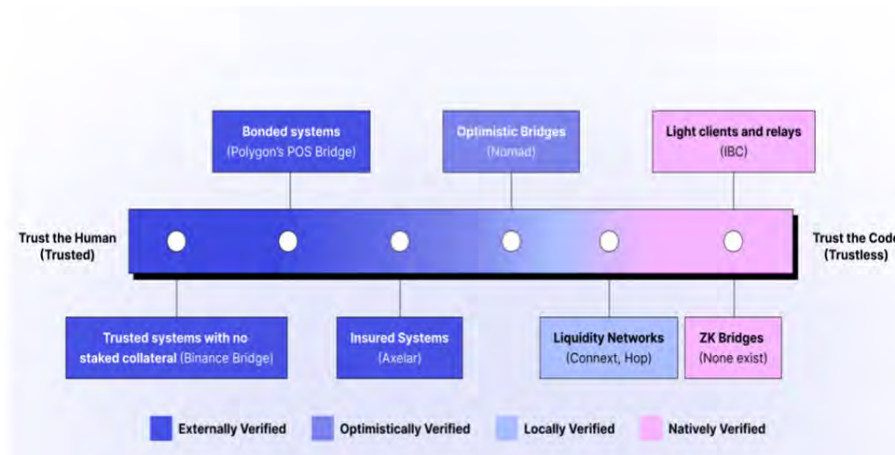 Bonded systems
(Polygon's POS Bridge)
Optimistic Bridges
(Nomad)
Light clients and relays
(IBC)
Trust the Human
(Trusted)
Trust the Code
(Trustless)
Trusted systems with no
staked collateral (Binance Bridge)
Insured Systems
(Axelar)
Liquidity Networks
(Connext, Hop)
ZK Bridges
(None exist)
Externally Verified
Optimistically Verified
Locally Verified
Natively Verified